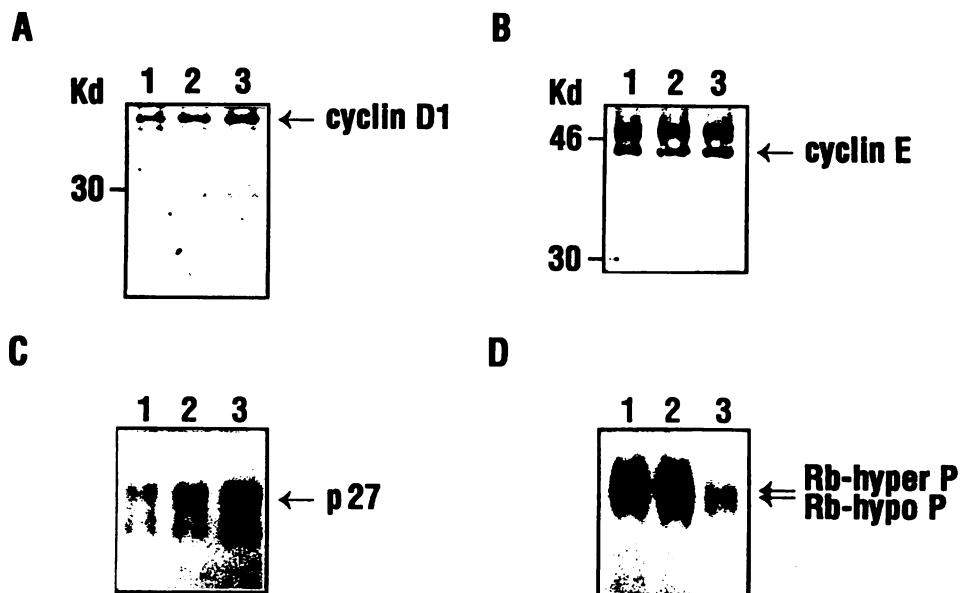 A
Kd 1 2 3
cyclin D1
30
B
Kd 1 2 3
46
cyclin E
30
C
1 2 3
p27
D
1 2 3
Rb-hyper P
Rb-hypo P